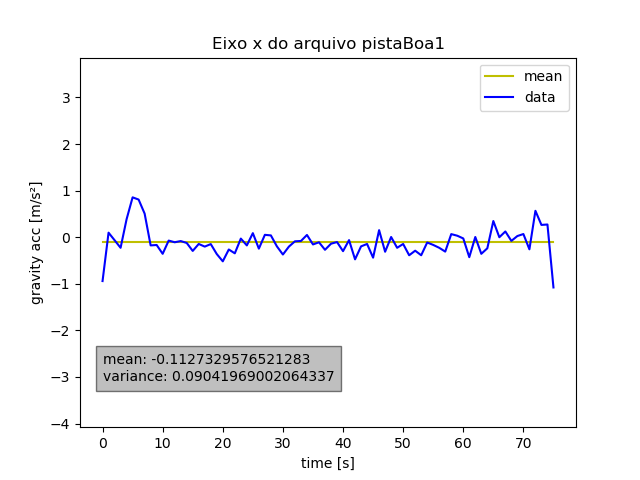 Eixo x do arquivo pistaBoa1
mean
data
3
2
1
0
−1
−2
−3
−4
gravity acc [m/s²]
mean: -0.1127329576521283
variance: 0.09041969002064337
0 10 20 30 40 50 60 70
time [s]